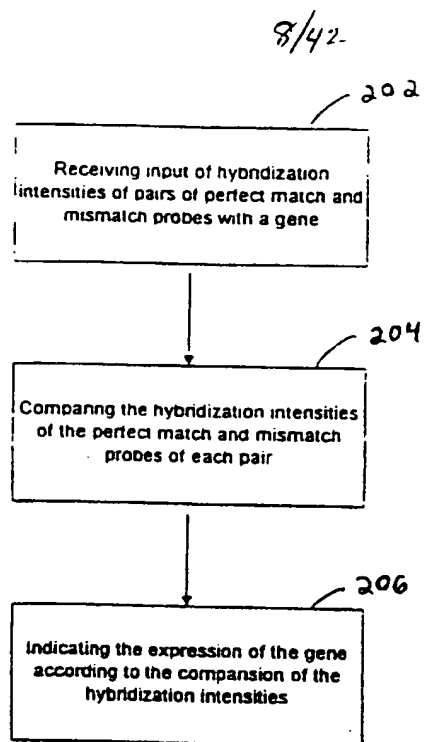 8/42
202
Receiving input of hybridization
intensities of pairs of perfect match and
mismatch probes with a gene
204
Comparing the hybridization intensities
of the perfect match and mismatch
probes of each pair
206
Indicating the expression of the gene
according to the comparison of the
hybridization intensities